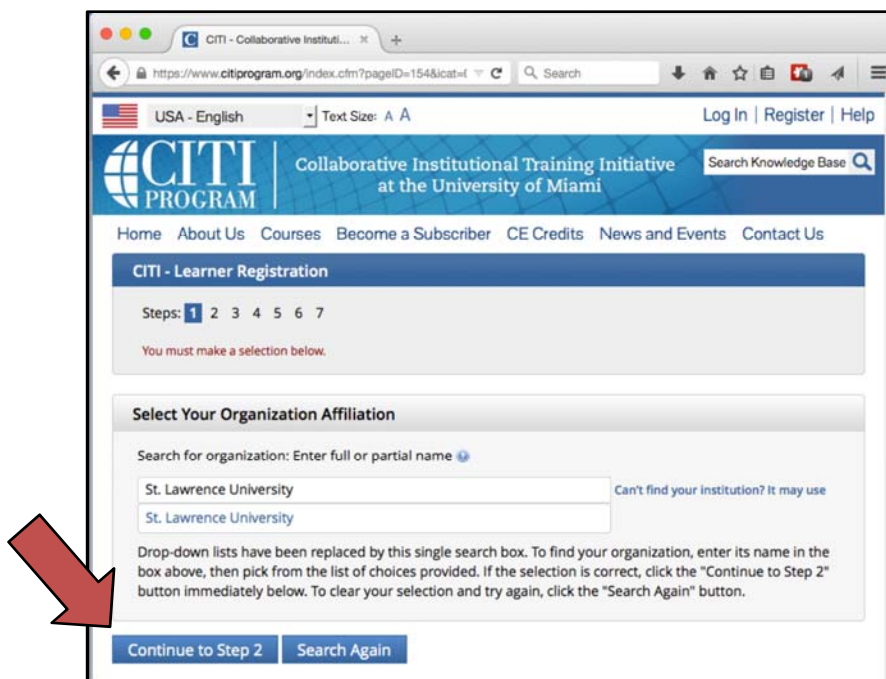 CITI - Collaborative Instituti...
https://www.citiprogram.org/index.cfm?pageID=154&icat=( Search
USA - English Text Size: A A Log In | Register | Help
CITI PROGRAM
Collaborative Institutional Training Initiative
at the University of Miami
Search Knowledge Base
Home About Us Courses Become a Subscriber CE Credits News and Events Contact Us
CITI - Learner Registration
Steps: 1 2 3 4 5 6 7
You must make a selection below.
Select Your Organization Affiliation
Search for organization: Enter full or partial name
St. Lawrence University Can't find your institution? It may use
St. Lawrence University
Drop-down lists have been replaced by this single search box. To find your organization, enter its name in the
box above, then pick from the list of choices provided. If the selection is correct, click the "Continue to Step 2"
button immediately below. To clear your selection and try again, click the "Search Again" button.
Continue to Step 2 Search Again